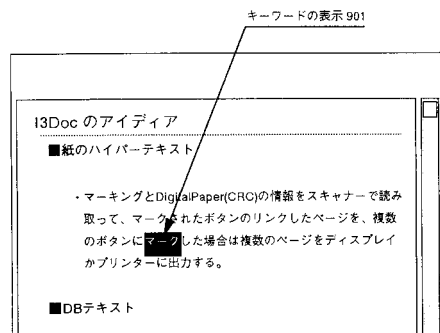 キーワードの表示 901
I3Doc のアイディア
■紙のハイパーテキスト
・マーキングとDigitalPaper(CRC)の情報をスキャナーで読み
取って、マークされたボタンのリンクしたページを、複数
のボタンにマークした場合は複数のページをディスプレイ
かプリンターに出力する。
■DBテキスト